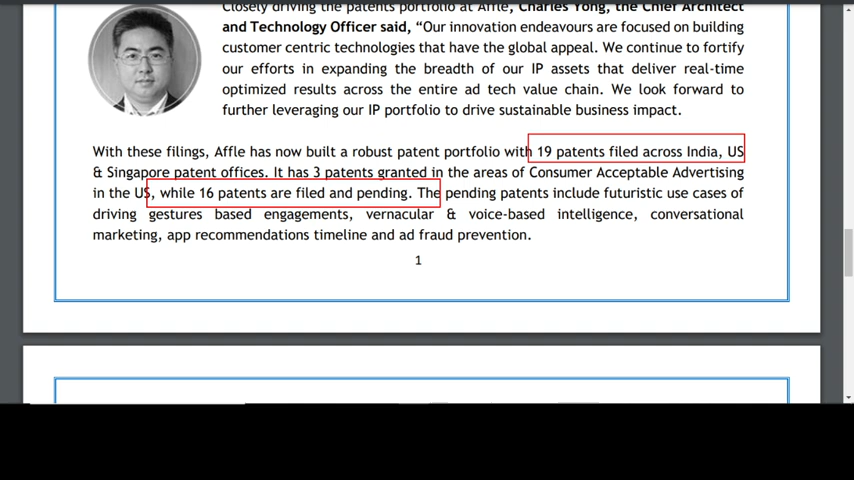 Closely driving the patents portfolio at Affle, Charles Yong, the Chief Architect
and Technology Officer said, “Our innovation endeavours are focused on building
customer centric technologies that have the global appeal. We continue to fortify
our efforts in expanding the breadth of our IP assets that deliver real-time
optimized results across the entire ad tech value chain. We look forward to
further leveraging our IP portfolio to drive sustainable business impact.
With these filings, Affle has now built a robust patent portfolio with 19 patents filed across India, US
& Singapore patent offices. It has 3 patents granted in the areas of Consumer Acceptable Advertising
in the US, while 16 patents are filed and pending. The pending patents include futuristic use cases of
driving gestures based engagements, vernacular & voice-based intelligence, conversational
marketing, app recommendations timeline and ad fraud prevention.
1